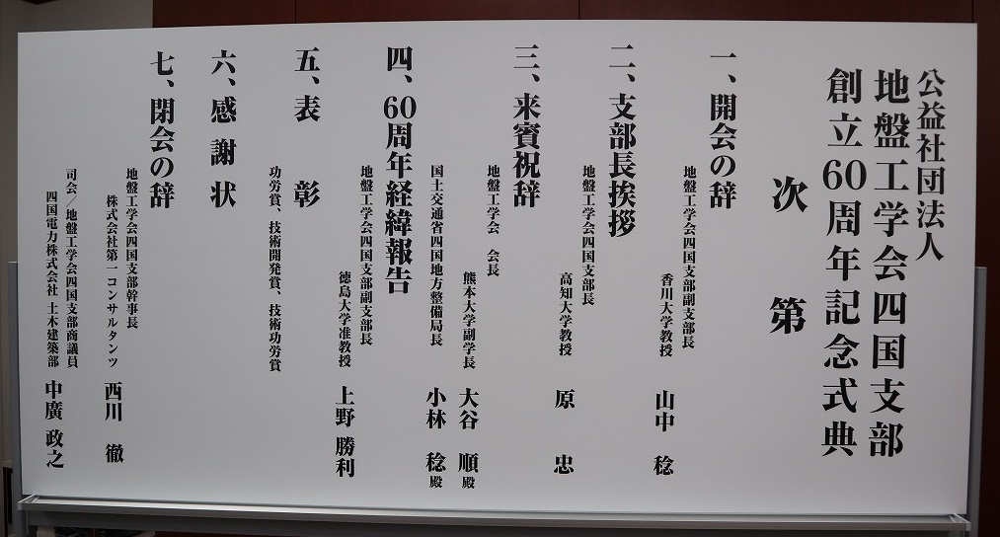 公益社団法人
地盤工学会四国支部
創立60周年記念式典
次第
一、開会の辞
地盤工学会四国支部副支部長
香川大学教授 山中 稔
二、支部長挨拶
地盤工学会四国支部長
高知大学教授 原 忠
三、来賓祝辞
地盤工学会 会長
熊本大学副学長 大谷 順殿
国土交通省四国地方整備局長 小林 稔殿
四、60周年経緯報告
地盤工学会四国支部副支部長
徳島大学准教授 上野 勝利
五、表彰
功労賞、技術開発賞、技術功労賞
六、感謝状
七、閉会の辞
地盤工学会四国支部幹事長
株式会社第一コンサルタンツ 西川 徹
司会／地盤工学会四国支部商議員
四国電力株式会社 土木建築部 中廣 政之